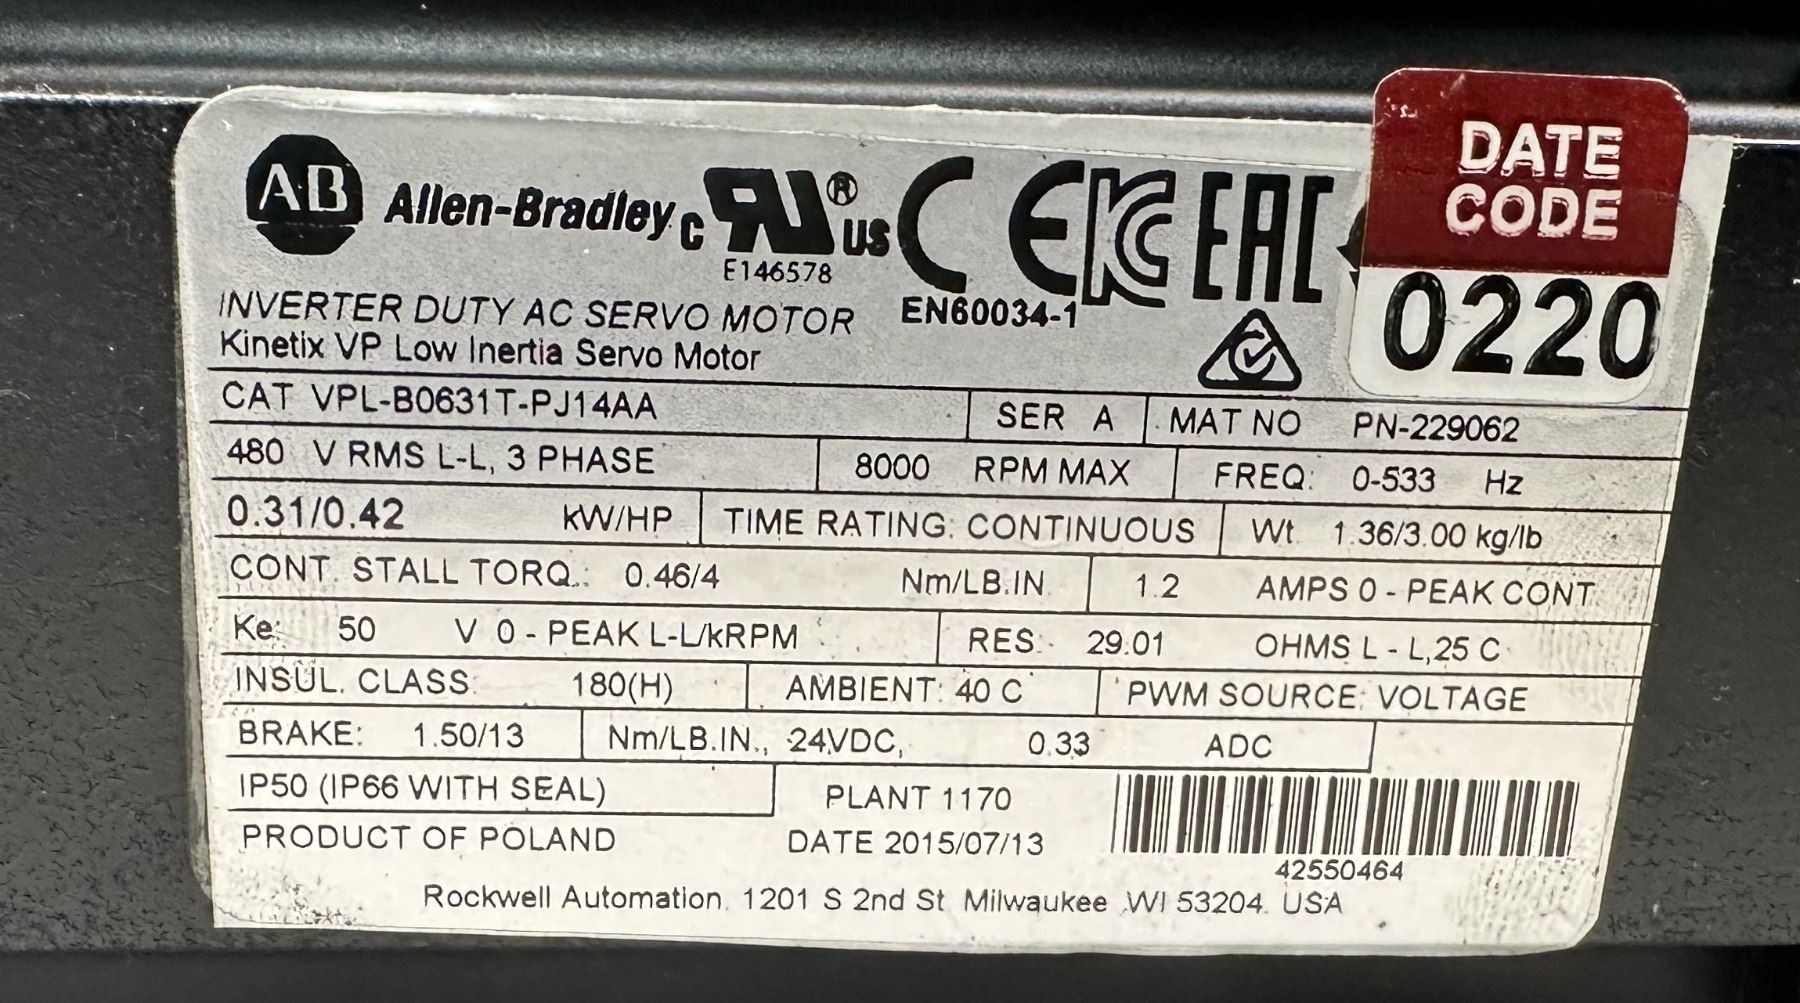 AB Allen-Bradley c RU® us CE KC EAC
E146578
EN60034-1
DATE
CODE
0220
INVERTER DUTY AC SERVO MOTOR
Kinetix VP Low Inertia Servo Motor
CAT VPL-B0631T-PJ14AA SER A MAT NO PN-229062
480 V RMS L-L, 3 PHASE 8000 RPM MAX FREQ: 0-533 Hz
0.31/0.42 kW/HP TIME RATING: CONTINUOUS Wt. 1.36/3.00 kg/lb
CONT. STALL TORQ.: 0.46/4 Nm/LB.IN. 1.2 AMPS 0 - PEAK CONT.
Ke: 50 V 0 - PEAK L-L/kRPM RES.: 29.01 OHMS L - L,25 C
INSUL. CLASS: 180(H) AMBIENT: 40 C PWM SOURCE: VOLTAGE
BRAKE: 1.50/13 Nm/LB.IN., 24VDC, 0.33 ADC
IP50 (IP66 WITH SEAL) PLANT 1170
PRODUCT OF POLAND DATE 2015/07/13
42550464
Rockwell Automation. 1201 S 2nd St Milwaukee WI 53204. USA